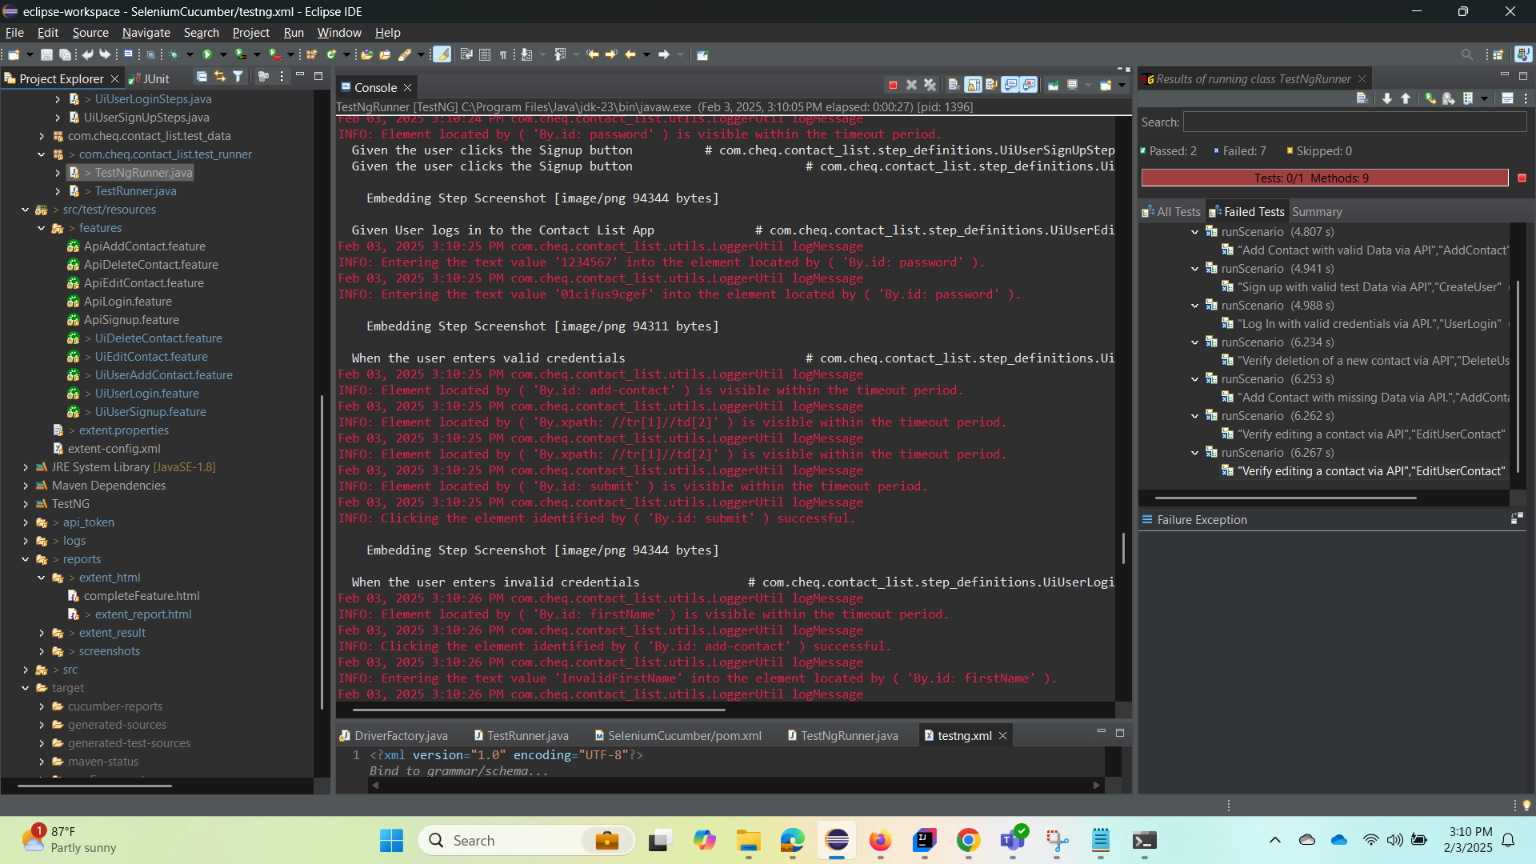 eclipse-workspace - SeleniumCucumber/testng.xml - Eclipse IDE
File Edit Source Navigate Search Project Run Window Help
Project Explorer
JUnit
> UiUserLoginSteps.java
UiUserSignUpSteps.java
com.cheq.contact_list.test_data
> com.cheq.contact_list.test_runner
> TestNgRunner.java
> TestRunner.java
> src/test/resources
> features
ApiAddContact.feature
ApiDeleteContact.feature
ApiEditContact.feature
ApiLogin.feature
ApiSignup.feature
> UiDeleteContact.feature
> UiEditContact.feature
> UiUserAddContact.feature
> UiUserLogin.feature
> UiUserSignup.feature
> extent.properties
extent-config.xml
JRE System Library [JavaSE-1.8]
Maven Dependencies
TestNG
> api_token
> logs
> reports
> extent_html
completeFeature.html
> extent_report.html
> extent_result
> screenshots
> src
target
cucumber-reports
generated-sources
generated-test-sources
maven-status
Console
TestNgRunner [TestNG] C:\Program Files\Java\jdk-23\bin\javaw.exe (Feb 3, 2025, 3:10:05 PM elapsed: 0:00:27) [pid: 1396]
Feb 03, 2025 3:10:24 PM com.cheq.contact_list.utils.LoggerUtil logMessage
INFO: Element located by ( 'By.id: password' ) is visible within the timeout period.
Given the user clicks the Signup button # com.cheq.contact_list.step_definitions.UiUserSignUpStep
Given the user clicks the Signup button # com.cheq.contact_list.step_definitions.Ui
Embedding Step Screenshot [image/png 94344 bytes]
Given User logs in to the Contact List App # com.cheq.contact_list.step_definitions.UiUserEdi
Feb 03, 2025 3:10:25 PM com.cheq.contact_list.utils.LoggerUtil logMessage
INFO: Entering the text value '1234567' into the element located by ( 'By.id: password' ).
Feb 03, 2025 3:10:25 PM com.cheq.contact_list.utils.LoggerUtil logMessage
INFO: Entering the text value '01cifus9cgef' into the element located by ( 'By.id: password' ).
Embedding Step Screenshot [image/png 94311 bytes]
When the user enters valid credentials # com.cheq.contact_list.step_definitions.Ui
Feb 03, 2025 3:10:25 PM com.cheq.contact_list.utils.LoggerUtil logMessage
INFO: Element located by ( 'By.id: add-contact' ) is visible within the timeout period.
Feb 03, 2025 3:10:25 PM com.cheq.contact_list.utils.LoggerUtil logMessage
INFO: Element located by ( 'By.xpath: //tr[1]//td[2]' ) is visible within the timeout period.
Feb 03, 2025 3:10:25 PM com.cheq.contact_list.utils.LoggerUtil logMessage
INFO: Element located by ( 'By.xpath: //tr[1]//td[2]' ) is visible within the timeout period.
Feb 03, 2025 3:10:25 PM com.cheq.contact_list.utils.LoggerUtil logMessage
INFO: Element located by ( 'By.id: submit' ) is visible within the timeout period.
Feb 03, 2025 3:10:25 PM com.cheq.contact_list.utils.LoggerUtil logMessage
INFO: Clicking the element identified by ( 'By.id: submit' ) successful.
Embedding Step Screenshot [image/png 94344 bytes]
When the user enters invalid credentials # com.cheq.contact_list.step_definitions.UiUserLogi
Feb 03, 2025 3:10:26 PM com.cheq.contact_list.utils.LoggerUtil logMessage
INFO: Element located by ( 'By.id: firstName' ) is visible within the timeout period.
Feb 03, 2025 3:10:26 PM com.cheq.contact_list.utils.LoggerUtil logMessage
INFO: Clicking the element identified by ( 'By.id: add-contact' ) successful.
Feb 03, 2025 3:10:26 PM com.cheq.contact_list.utils.LoggerUtil logMessage
INFO: Entering the text value 'InvalidFirstName' into the element located by ( 'By.id: firstName' ).
Feb 03, 2025 3:10:26 PM com.cheq.contact_list.utils.LoggerUtil logMessage
DriverFactory.java TestRunner.java SeleniumCucumber/pom.xml TestNgRunner.java testng.xml
1 <?xml version="1.0" encoding="UTF-8"?>
Bind to grammar/schema...
Results of running class TestNgRunner
Search:
Passed: 2 Failed: 7 Skipped: 0
Tests: 0/1 Methods: 9
All Tests Failed Tests Summary
runScenario (4.807 s)
"Add Contact with valid Data via API","AddContact"
runScenario (4.941 s)
"Sign up with valid test Data via API","CreateUser"
runScenario (4.988 s)
"Log In with valid credentials via API.","UserLogin"
runScenario (6.234 s)
"Verify deletion of a new contact via API","DeleteUs
runScenario (6.253 s)
"Add Contact with missing Data via API.","AddConta
runScenario (6.262 s)
"Verify editing a contact via API","EditUserContact"
runScenario (6.267 s)
"Verify editing a contact via API","EditUserContact"
Failure Exception
1
87°F
Partly sunny
Search
3:10 PM
2/3/2025